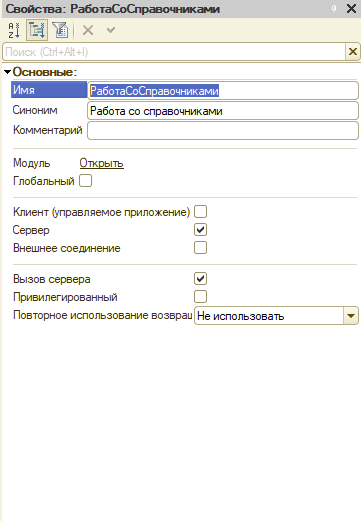 Свойства: РаботаСоСправочниками
Поиск (Ctrl+Alt+I)
Основные:
Имя РаботаСоСправочниками
Синоним Работа со справочниками
Комментарий
Модуль Открыть
Глобальный
Клиент (управляемое приложение)
Сервер
Внешнее соединение
Вызов сервера
Привилегированный
Повторное использование возвращ Не использовать